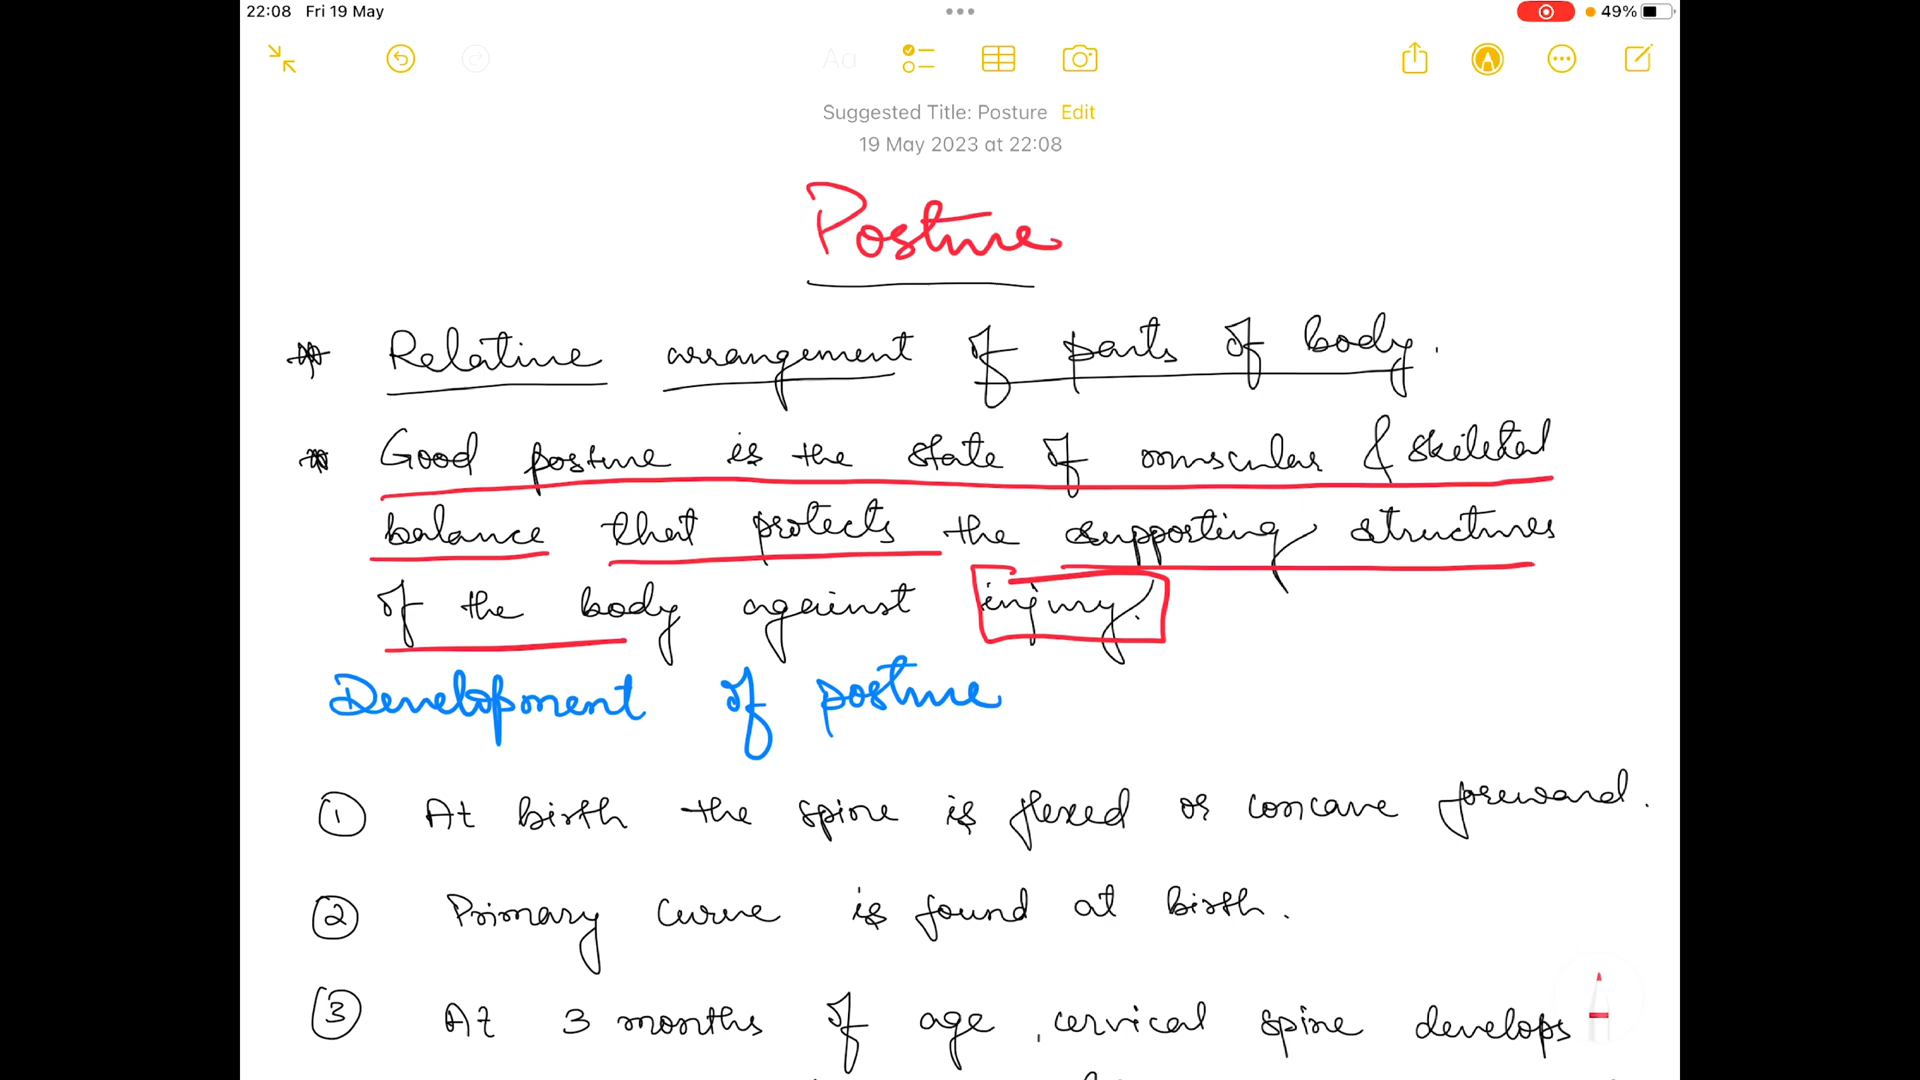 22:08 Fri 19 May
49%
Aa
Suggested Title: Posture Edit
19 May 2023 at 22:08
Posture
* Relative arrangement of parts of body.
* Good posture is the state of muscular & skeletal
balance that protects the supporting structures
of the body against injury.
Development of posture
① At birth the spine is flexed or concave foreward.
② Primary curve is found at birth.
③ At 3 months of age, cervical spine develops